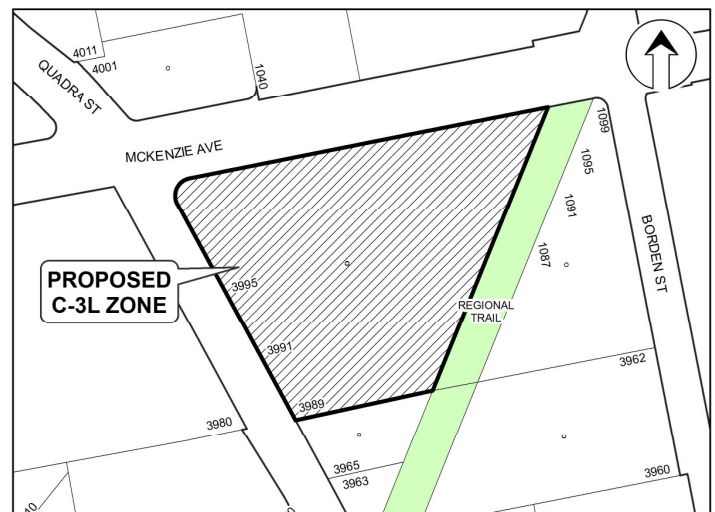 4011
4001
QUADRA ST
1040
MCKENZIE AVE
1099
1095
1091
1087
BORDEN ST
PROPOSED
C-3L ZONE
3995
REGIONAL
TRAIL
3991
3989
3962
3980
3965
3963
3960